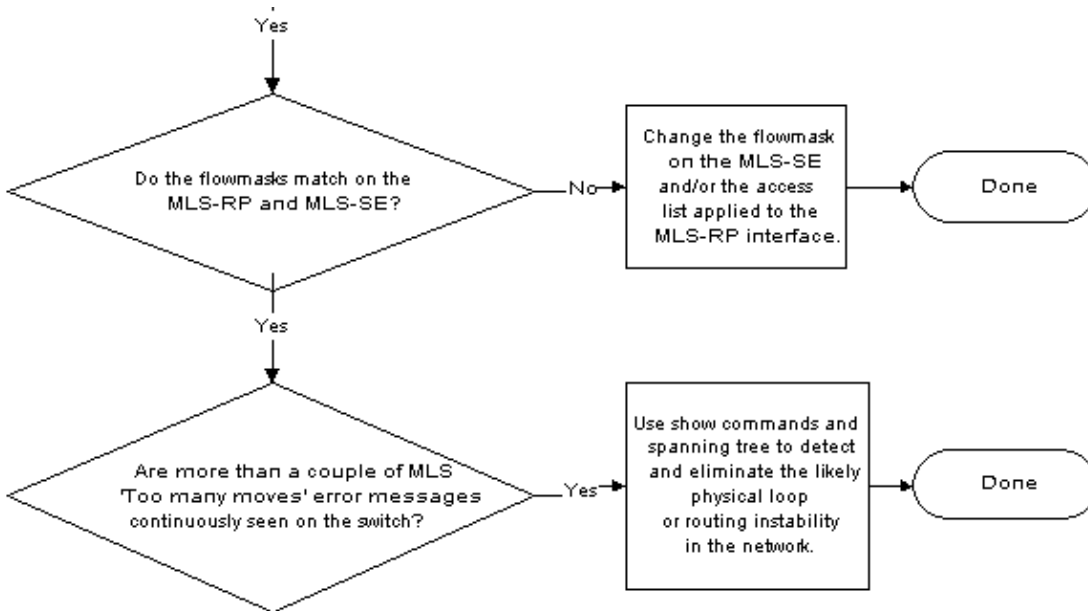 Yes
Do the flowmasks match on the
MLS-RP and MLS-SE?
No
Change the flowmask
on the MLS-SE
and/or the access
list applied to the
MLS-RP interface.
Done
Yes
Are more than a couple of MLS
'Too many moves' error messages
continuously seen on the switch?
Yes
Use show commands and
spanning tree to detect
and eliminate the likely
physical loop
or routing instability
in the network.
Done